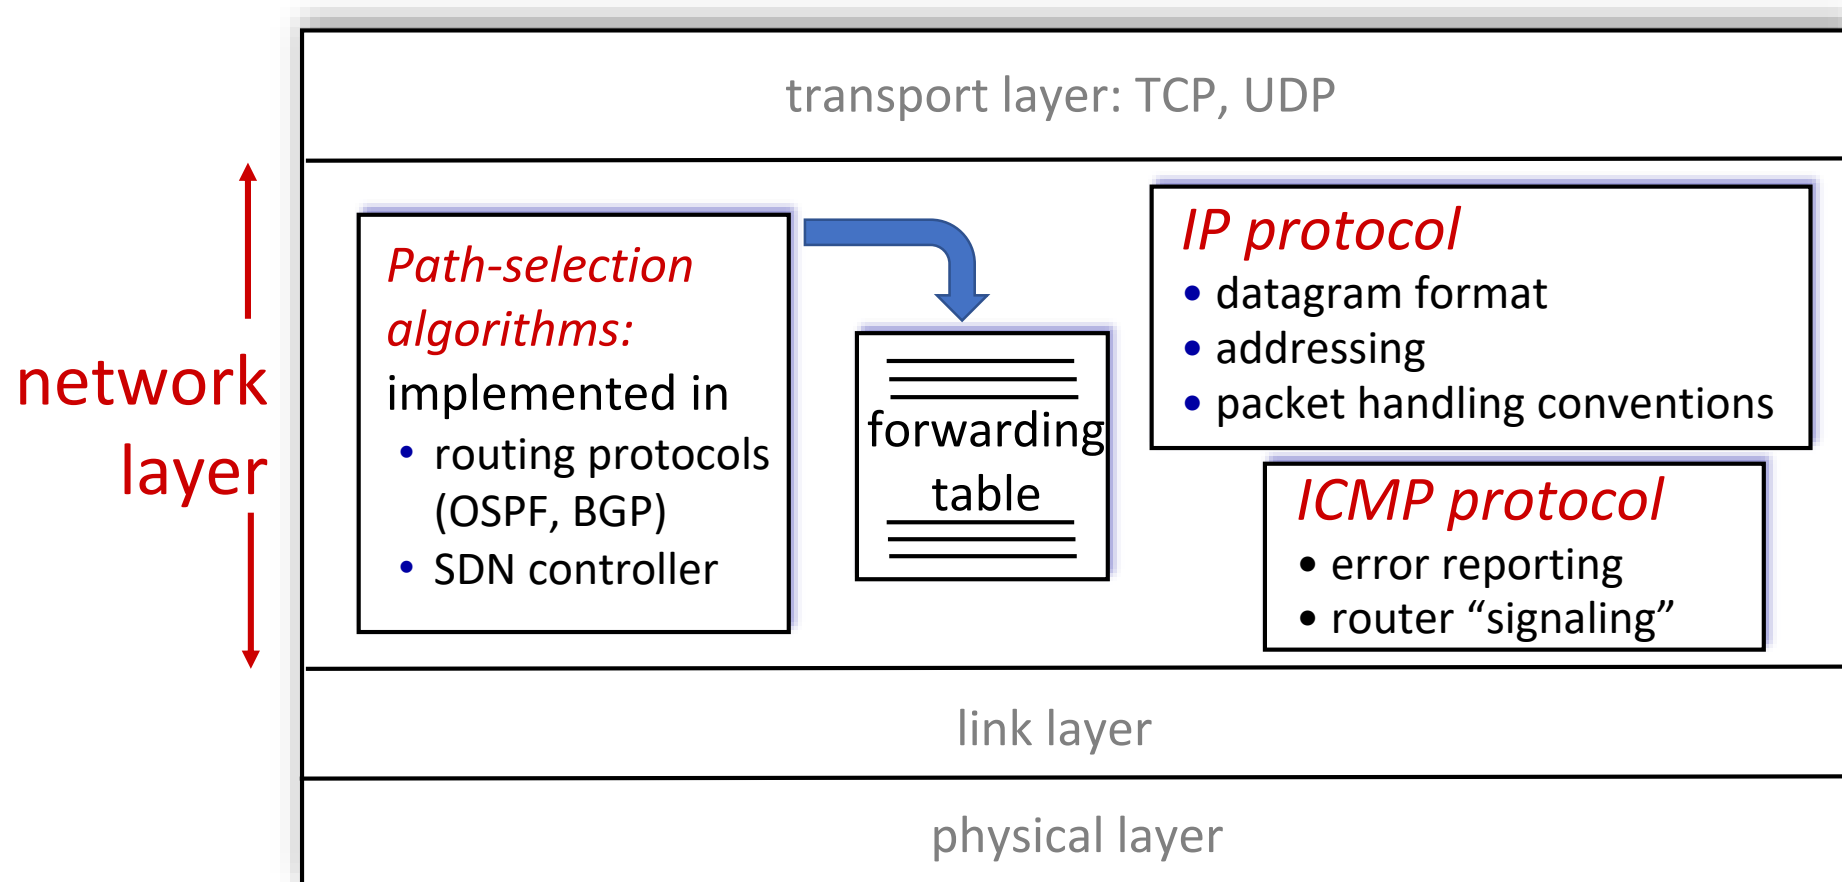 transport layer: TCP, UDP
network
layer
Path-selection
algorithms:
implemented in
• routing protocols
(OSPF, BGP)
• SDN controller
forwarding
table
IP protocol
• datagram format
• addressing
• packet handling conventions
ICMP protocol
• error reporting
• router “signaling”
link layer
physical layer